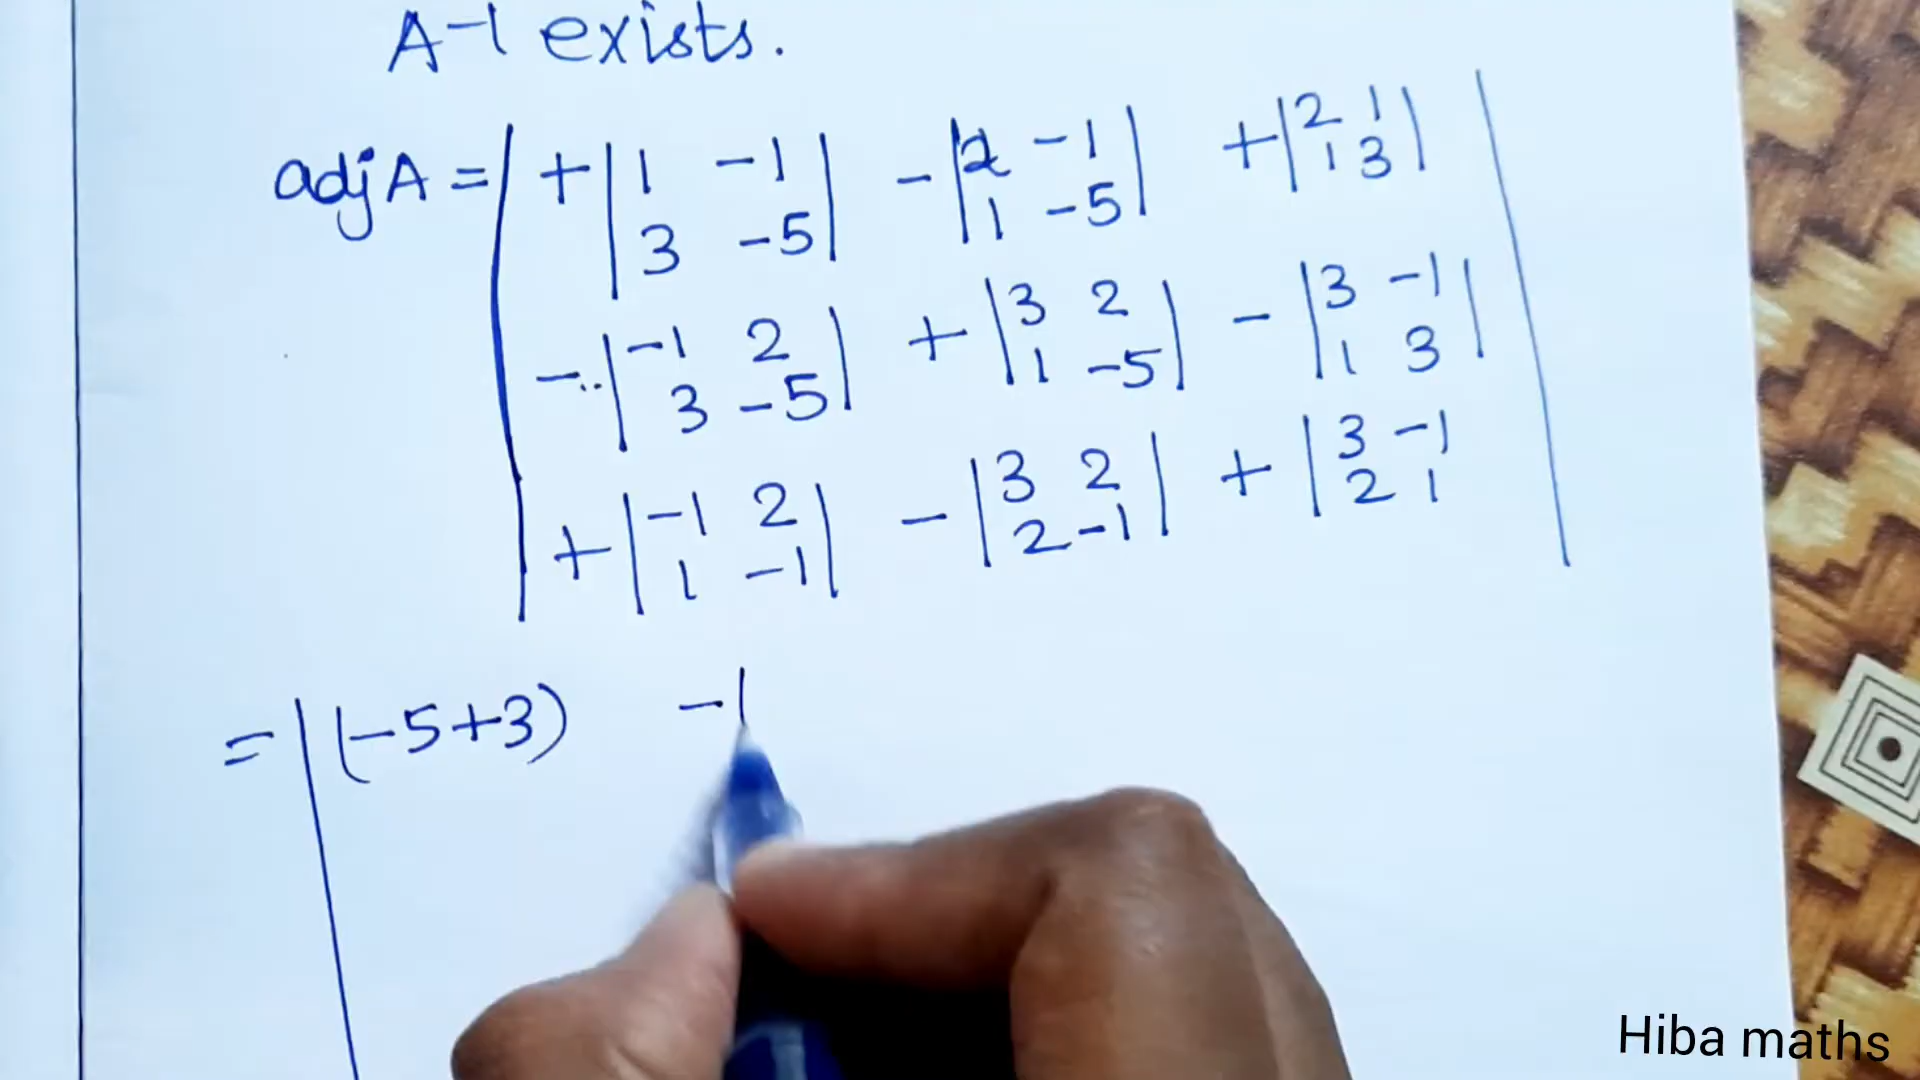 A-1 exists.
adj A = | +| 1 -1 | -| 2 -1 | +| 2 1 | |
| 3 -5 | | 1 -5 | | 1 3 |
-..| -1 2 | +| 3 2 | -| 3 -1 |
| 3 -5 | | 1 -5 | | 1 3 |
+| -1 2 | -| 3 2 | +| 3 -1
| 1 -1 | | 2 -1 | | 2 1
= | (-5+3) -|
Hiba maths